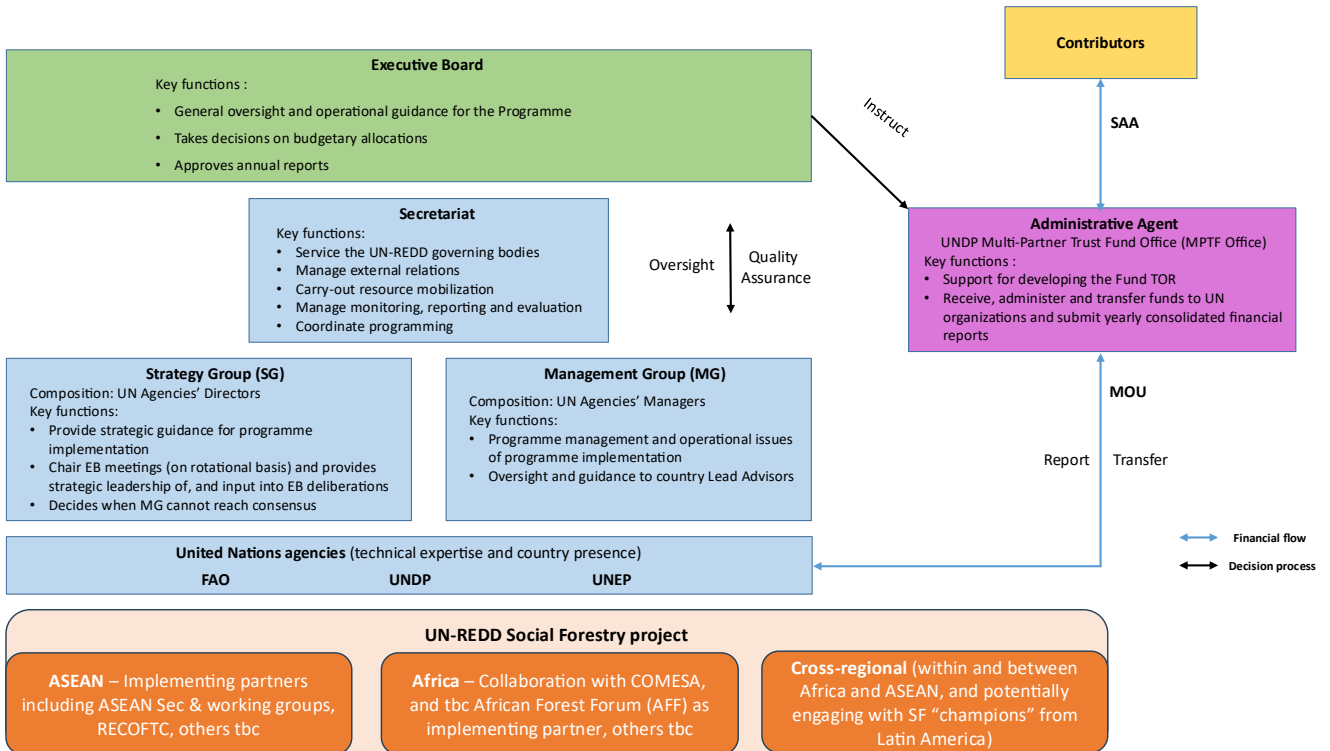 Contributors
Executive Board
Key functions :
• General oversight and operational guidance for the Programme
• Takes decisions on budgetary allocations
• Approves annual reports
Instruct
SAA
Secretariat
Key functions:
• Service the UN-REDD governing bodies
• Manage external relations
• Carry-out resource mobilization
• Manage monitoring, reporting and evaluation
• Coordinate programming
Oversight
Quality
Assurance
Administrative Agent
UNDP Multi-Partner Trust Fund Office (MPTF Office)
Key functions :
• Support for developing the Fund TOR
• Receive, administer and transfer funds to UN
organizations and submit yearly consolidated financial
reports
Strategy Group (SG)
Composition: UN Agencies’ Directors
Key functions:
• Provide strategic guidance for programme
implementation
• Chair EB meetings (on rotational basis) and provides
strategic leadership of, and input into EB deliberations
• Decides when MG cannot reach consensus
Management Group (MG)
Composition: UN Agencies’ Managers
Key functions:
• Programme management and operational issues
of programme implementation
• Oversight and guidance to country Lead Advisors
MOU
Report
Transfer
United Nations agencies (technical expertise and country presence)
FAO UNDP UNEP
Financial flow
Decision process
UN-REDD Social Forestry project
ASEAN – Implementing partners
including ASEAN Sec & working groups,
RECOFTC, others tbc
Africa – Collaboration with COMESA,
and tbc African Forest Forum (AFF) as
implementing partner, others tbc
Cross-regional (within and between
Africa and ASEAN, and potentially
engaging with SF “champions” from
Latin America)